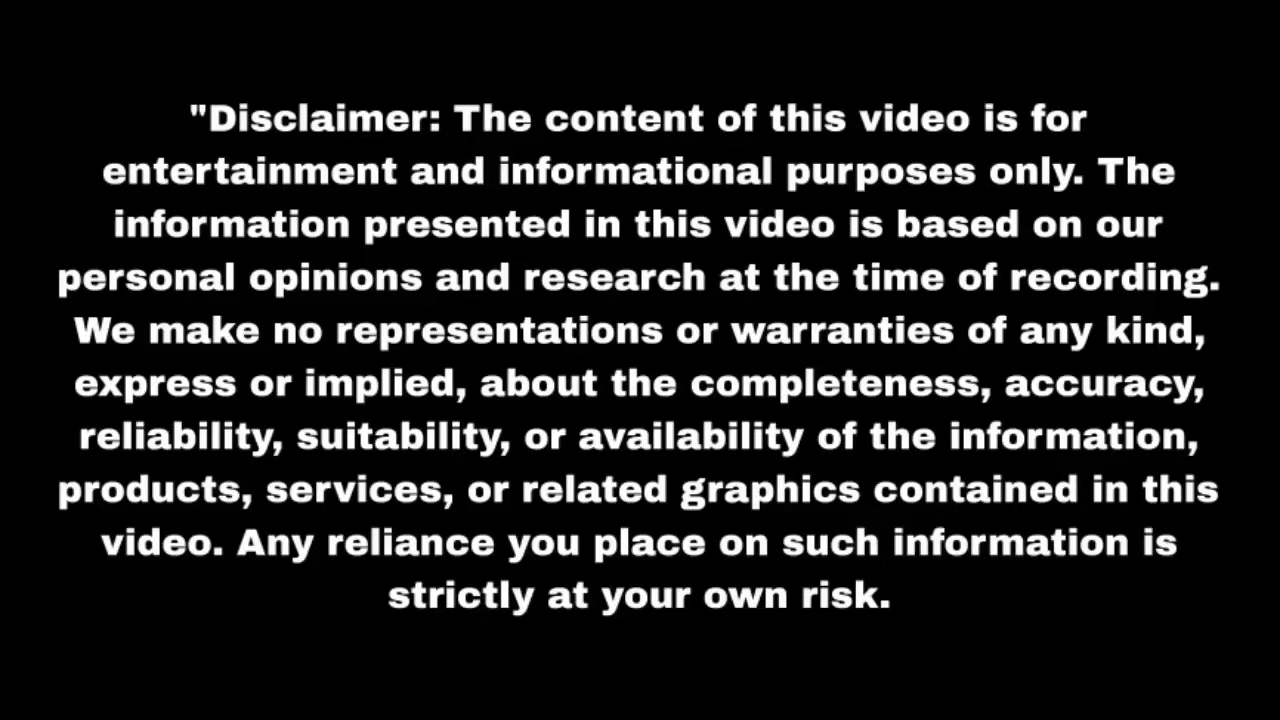 "Disclaimer: The content of this video is for
entertainment and informational purposes only. The
information presented in this video is based on our
personal opinions and research at the time of recording.
We make no representations or warranties of any kind,
express or implied, about the completeness, accuracy,
reliability, suitability, or availability of the information,
products, services, or related graphics contained in this
video. Any reliance you place on such information is
strictly at your own risk.